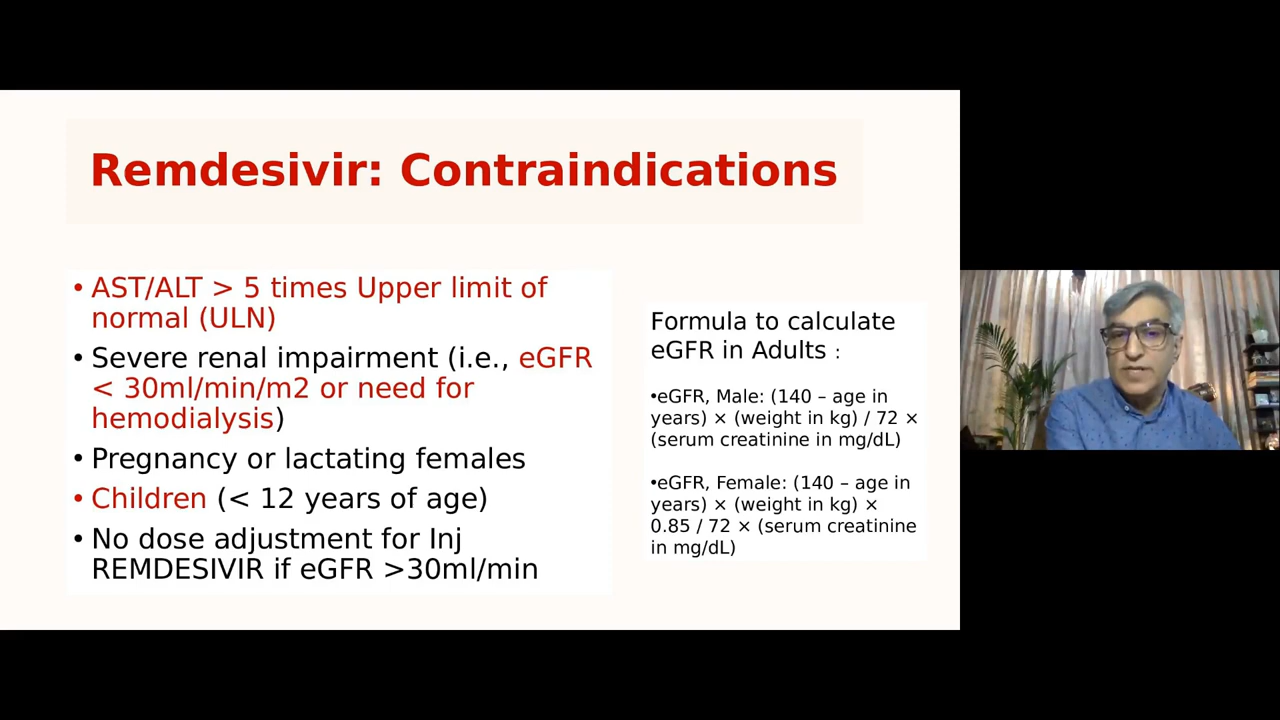 Remdesivir: Contraindications
• AST/ALT > 5 times Upper limit of
normal (ULN)
• Severe renal impairment (i.e., eGFR
< 30ml/min/m2 or need for
hemodialysis)
• Pregnancy or lactating females
• Children (< 12 years of age)
• No dose adjustment for Inj
REMDESIVIR if eGFR >30ml/min
Formula to calculate
eGFR in Adults :
•eGFR, Male: (140 – age in
years) × (weight in kg) / 72 ×
(serum creatinine in mg/dL)
•eGFR, Female: (140 – age in
years) × (weight in kg) ×
0.85 / 72 × (serum creatinine
in mg/dL)